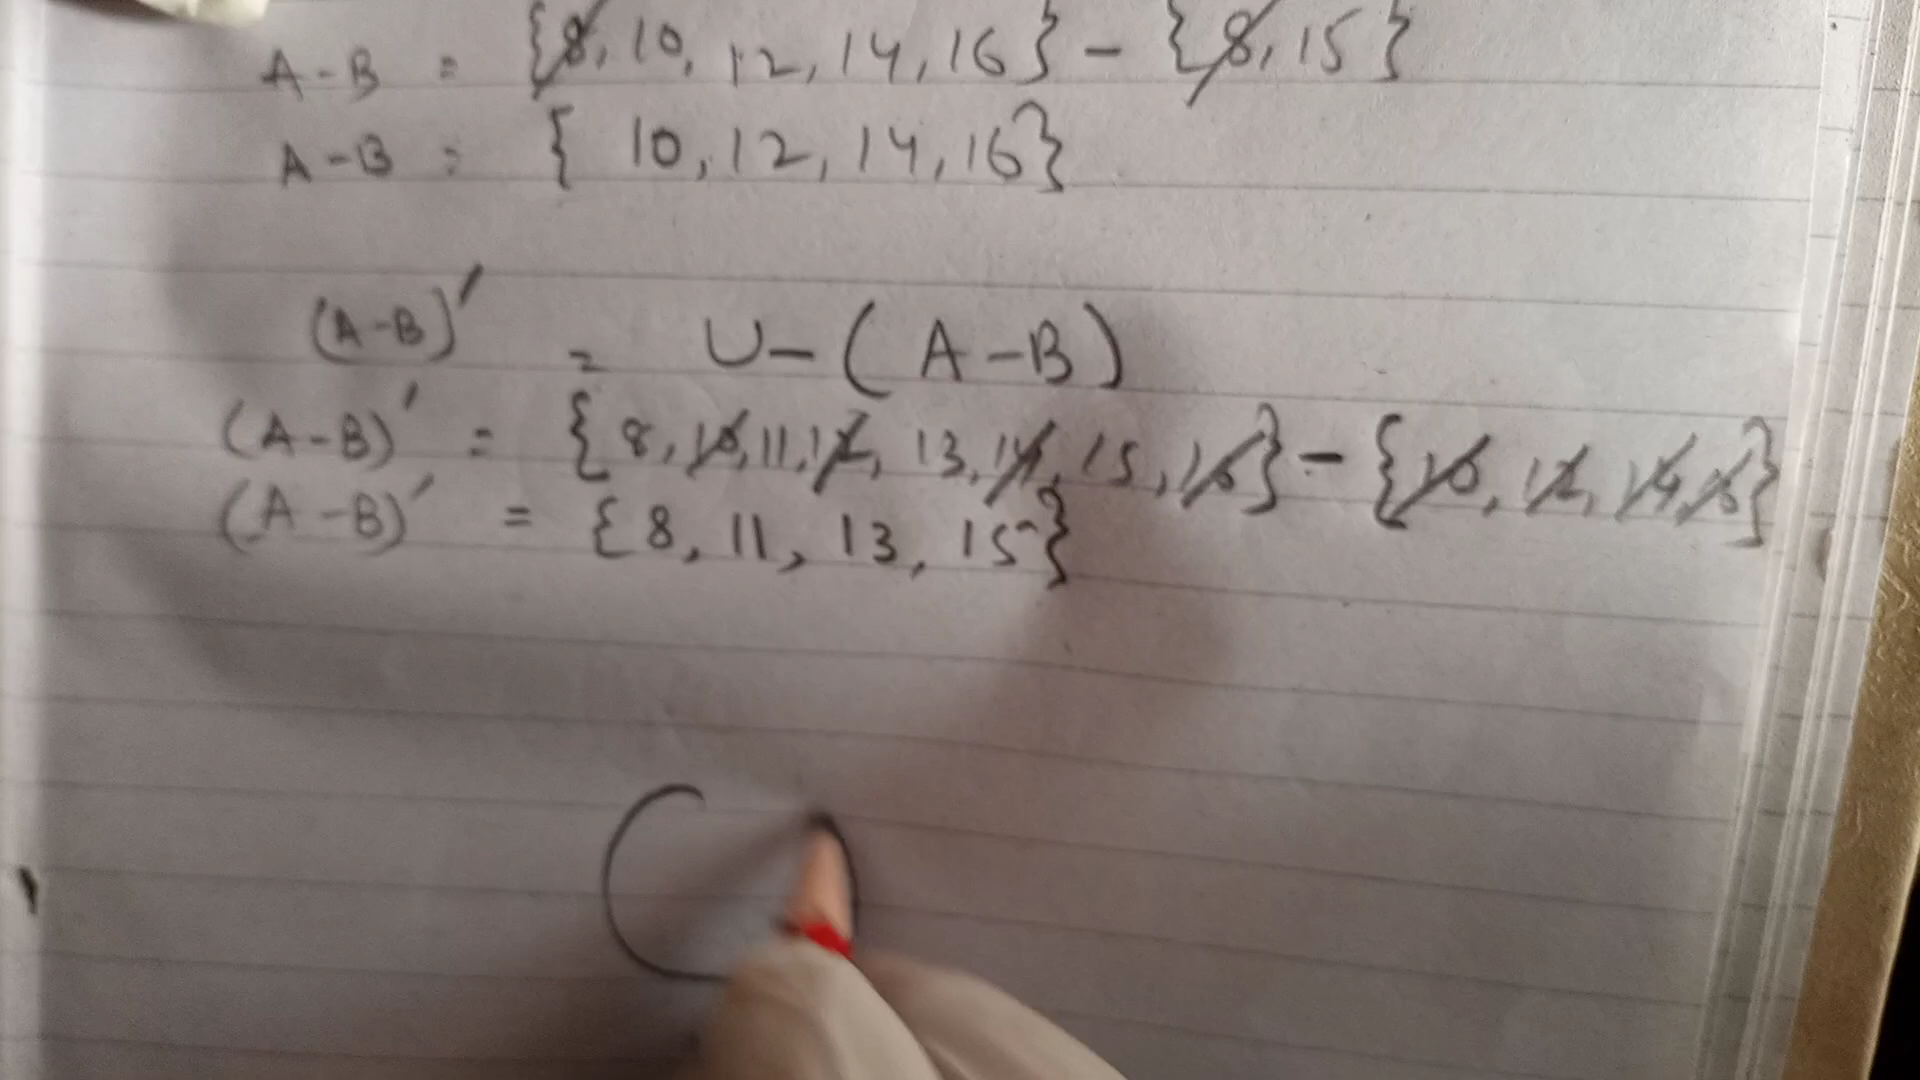 A-B = {8, 10, 12, 14, 16} - {8, 15}
A-B = { 10, 12, 14, 16}
(A-B)' = U-( A-B)
(A-B)' = {8, 10, 11, 12, 13, 14, 15, 16} - {10, 12, 14, 16}
(A-B)' = {8, 11, 13, 15}